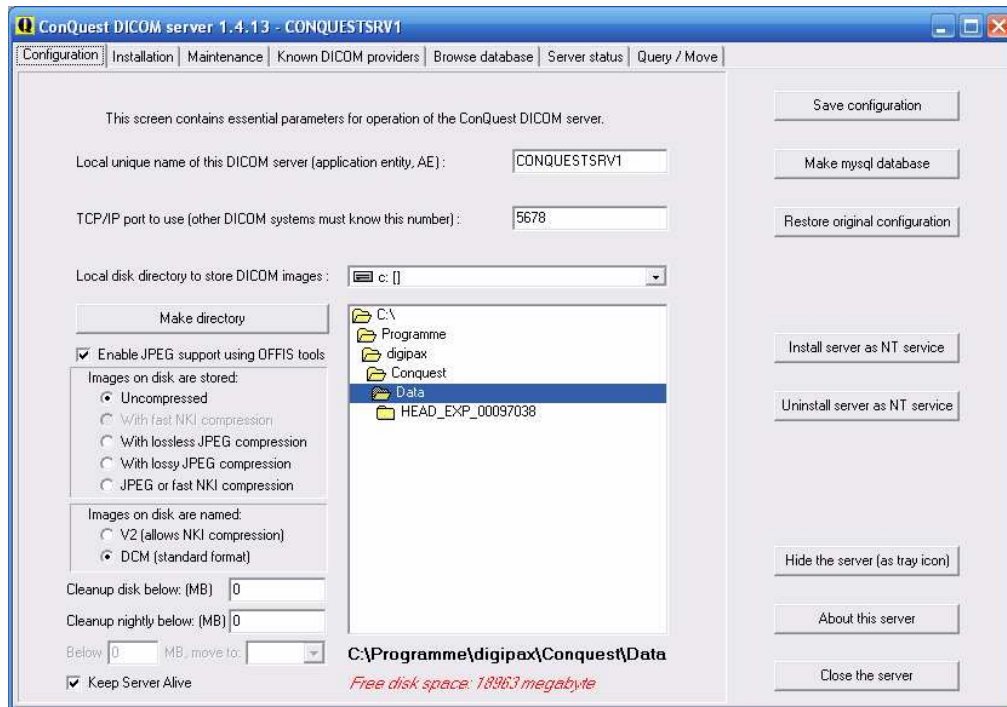 ConQuest DICOM server 1.4.13 - CONQUESTSRV1
Configuration Installation Maintenance Known DICOM providers Browse database Server status Query / Move
This screen contains essential parameters for operation of the ConQuest DICOM server.
Local unique name of this DICOM server (application entity, AE) : CONQUESTSRV1
TCP/IP port to use (other DICOM systems must know this number) : 5678
Local disk directory to store DICOM images : c: []
Make directory
Enable JPEG support using OFFIS tools
Images on disk are stored:
Uncompressed
With fast NKI compression
With lossless JPEG compression
With lossy JPEG compression
JPEG or fast NKI compression
Images on disk are named:
V2 (allows NKI compression)
DCM (standard format)
Cleanup disk below: (MB) 0
Cleanup nightly below: (MB) 0
Below 0 MB, move to:
Keep Server Alive
C:\
Programme
digipax
Conquest
Data
HEAD_EXP_00097038
C:\Programme\digipax\Conquest\Data
Free disk space: 18963 megabyte
Save configuration
Make mysql database
Restore original configuration
Install server as NT service
Uninstall server as NT service
Hide the server (as tray icon)
About this server
Close the server